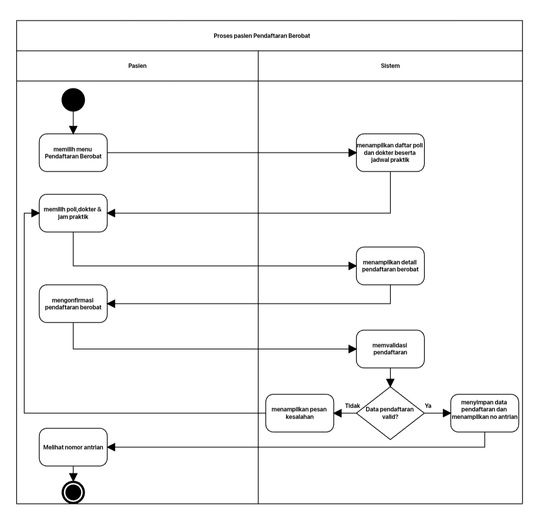 Proses pasien Pendaftaran Berobat
Pasien
Sistem
memilih menu
Pendaftaran Berobat
menampilkan daftar poli
dan dokter beserta
jadwal praktik
memilih poli,dokter &
jam praktik
menampilkan detail
pendaftaran berobat
mengonfirmasi
pendaftaran berobat
memvalidasi
pendaftaran
menampilkan pesan
kesalahan
Tidak
Data pendaftaran
valid?
Ya
menyimpan data
pendaftaran dan
menampilkan no antrian
Melihat nomor antrian